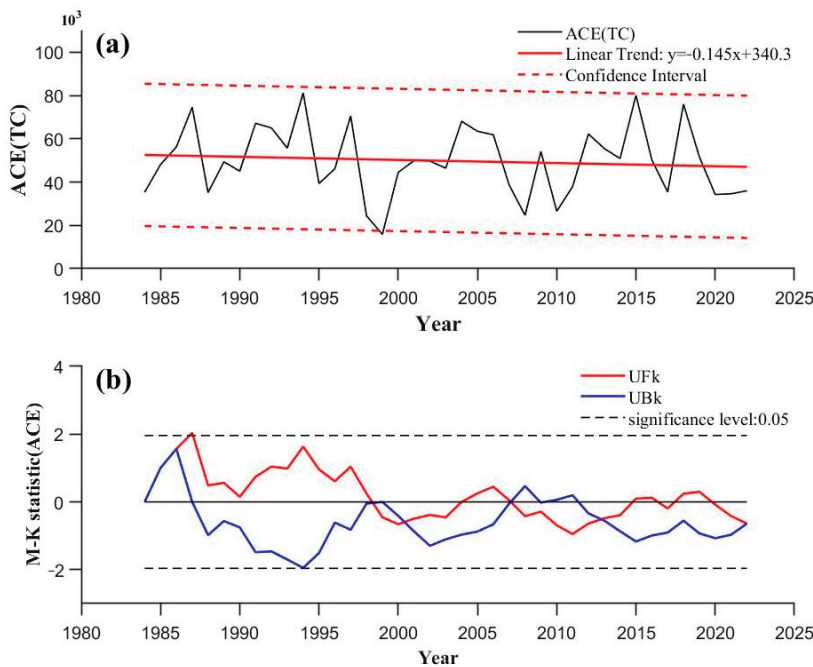 10³
(a)
ACE(TC)
Linear Trend: y=-0.145x+340.3
Confidence Interval
100
80
60
40
20
0
ACE(TC)
1980 1985 1990 1995 2000 2005 2010 2015 2020 2025
Year
(b)
UFk
UBk
significance level:0.05
4
2
0
-2
M-K statistic(ACE)
1980 1985 1990 1995 2000 2005 2010 2015 2020 2025
Year